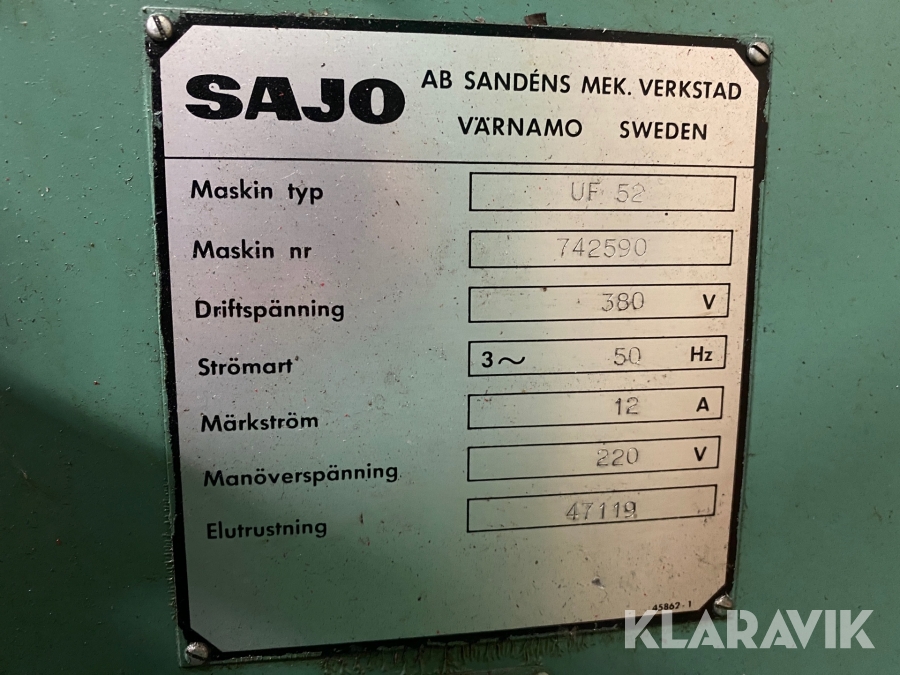 SAJO AB SANDÉNS MEK. VERKSTAD
VÄRNAMO SWEDEN
Maskin typ UF 52
Maskin nr 742590
Driftspänning 380 V
Strömart 3~ 50 Hz
Märkström 12 A
Manöverspänning 220 V
Elutrustning 47119
45862-1
KLARAVIK